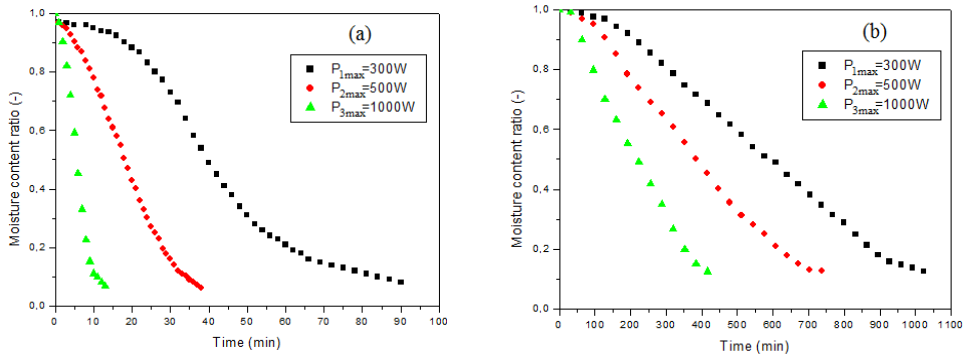 (a)
P1max=300W
P2max=500W
P3max=1000W
Moisture content ratio (-)
1,0
0,8
0,6
0,4
0,2
0,0
0 10 20 30 40 50 60 70 80 90 100
Time (min)
(b)
P1max=300W
P2max=500W
P3max=1000W
Moisture content ratio (-)
1,0
0,8
0,6
0,4
0,2
0,0
0 100 200 300 400 500 600 700 800 900 1000 1100
Time (min)